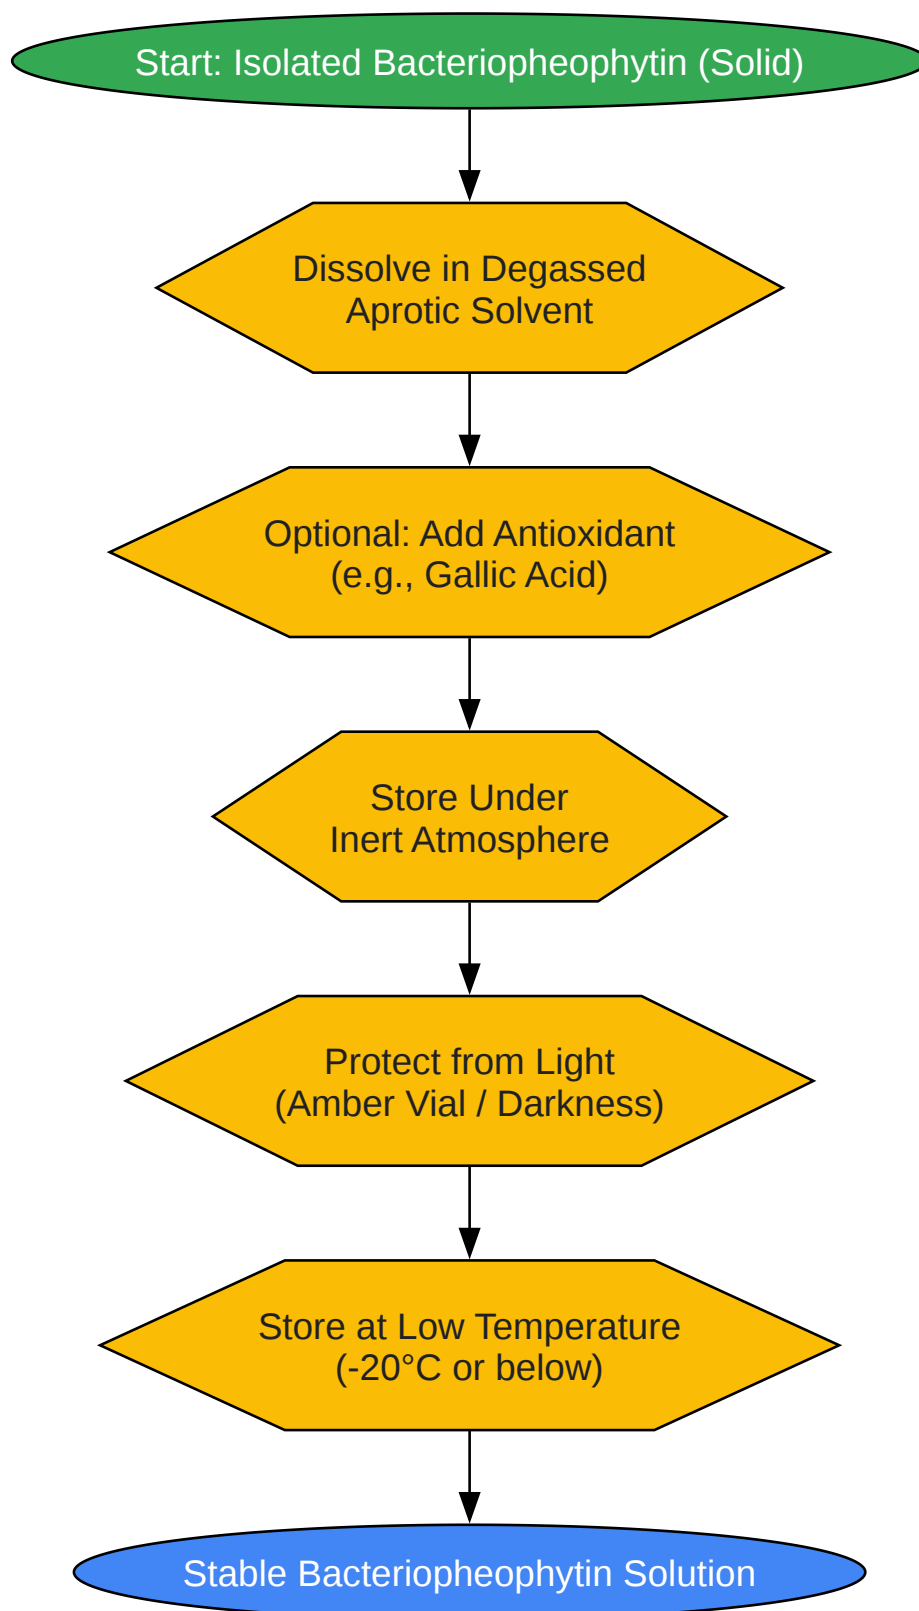 Start: Isolated Bacteriopheophytin (Solid)
Dissolve in Degassed
Aprotic Solvent
Optional: Add Antioxidant
(e.g., Gallic Acid)
Store Under
Inert Atmosphere
Protect from Light
(Amber Vial / Darkness)
Store at Low Temperature
(-20°C or below)
Stable Bacteriopheophytin Solution